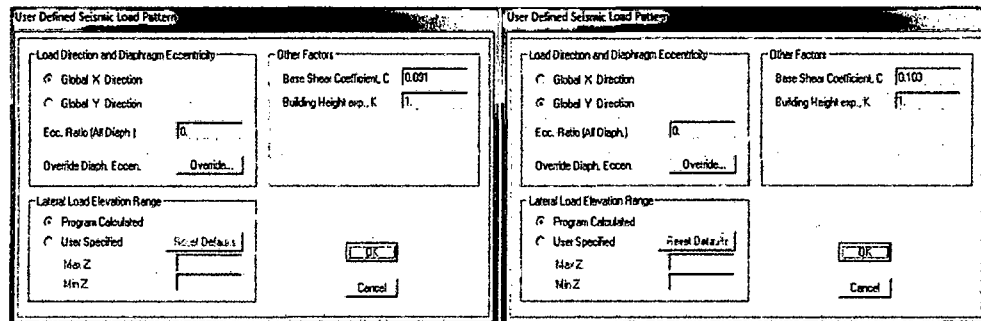 User Defined Seismic Load Pattern
Load Direction and Diaphragm Eccentricity
Global X Direction
Global Y Direction
Ecc. Ratio (All Diaph.)
0.
Override Diaph. Eccen.
Override...
Other Factors
Base Shear Coefficient, C
0.091
Building Height exp., K
1.
Lateral Load Elevation Range
Program Calculated
User Specified
Reset Defaults
Max Z
Min Z
OK
Cancel
User Defined Seismic Load Pattern
Load Direction and Diaphragm Eccentricity
Global X Direction
Global Y Direction
Ecc. Ratio (All Diaph.)
0.
Override Diaph. Eccen.
Override...
Other Factors
Base Shear Coefficient, C
0.103
Building Height exp., K
1.
Lateral Load Elevation Range
Program Calculated
User Specified
Reset Defaults
Max Z
Min Z
OK
Cancel